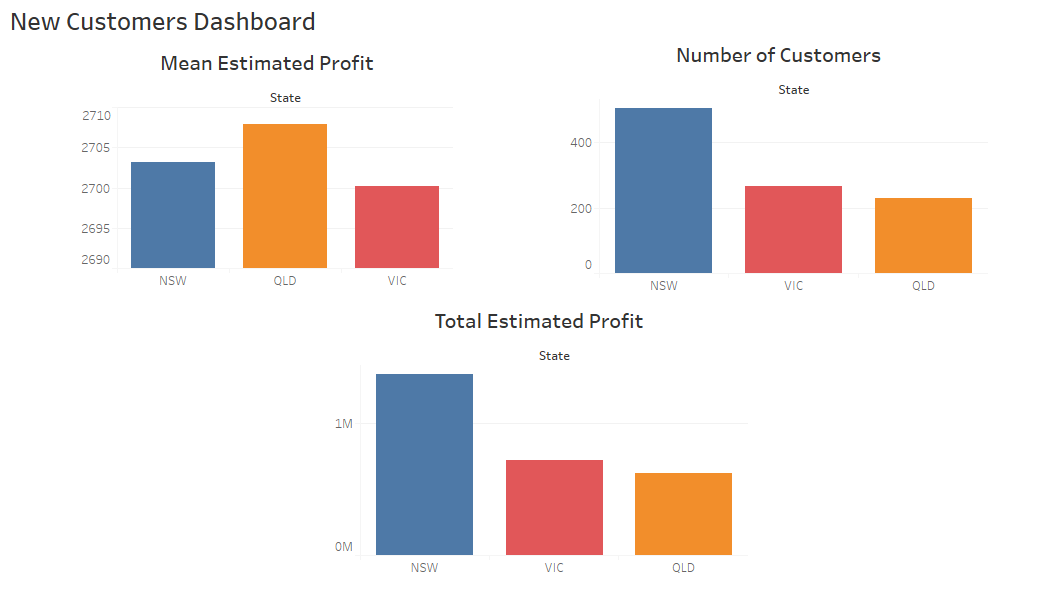 New Customers Dashboard
Mean Estimated Profit
State
2710
2705
2700
2695
2690
NSW QLD VIC
Number of Customers
State
400
200
0
NSW VIC QLD
Total Estimated Profit
State
1M
0M
NSW VIC QLD